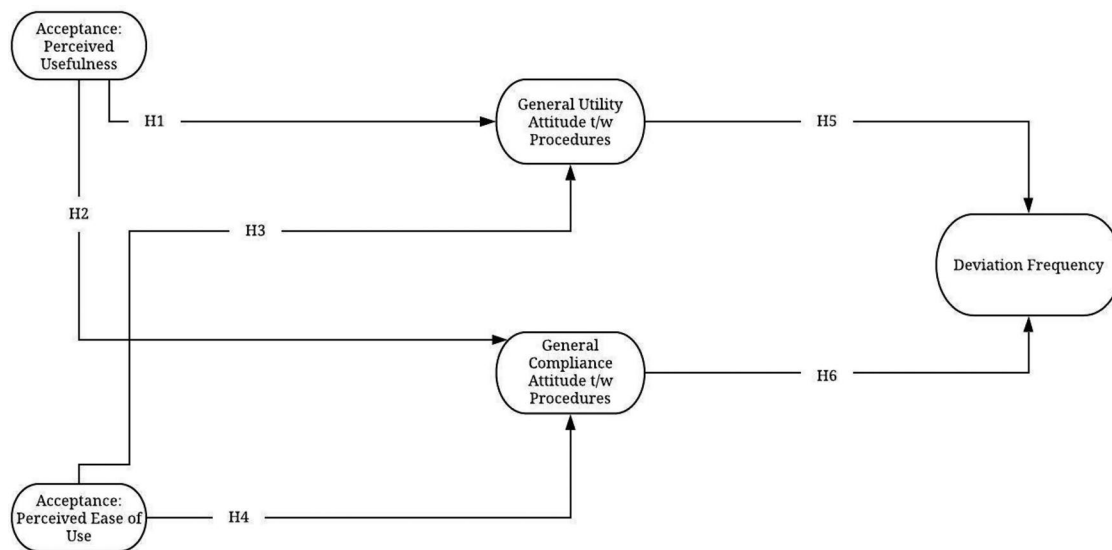 Acceptance:
Perceived
Usefulness
H1
General Utility
Attitude t/w
Procedures
H5
H2
H3
Deviation Frequency
General
Compliance
Attitude t/w
Procedures
H6
Acceptance:
Perceived Ease of
Use
H4